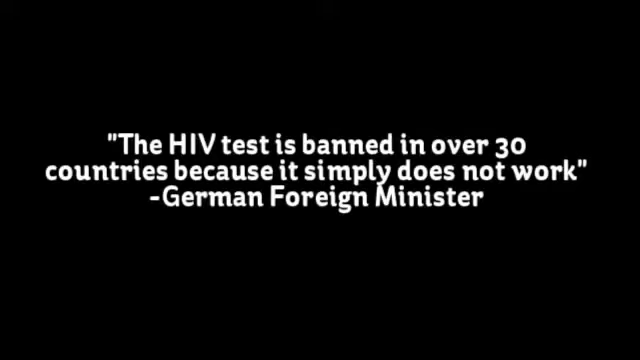 "The HIV test is banned in over 30
countries because it simply does not work"
-German Foreign Minister